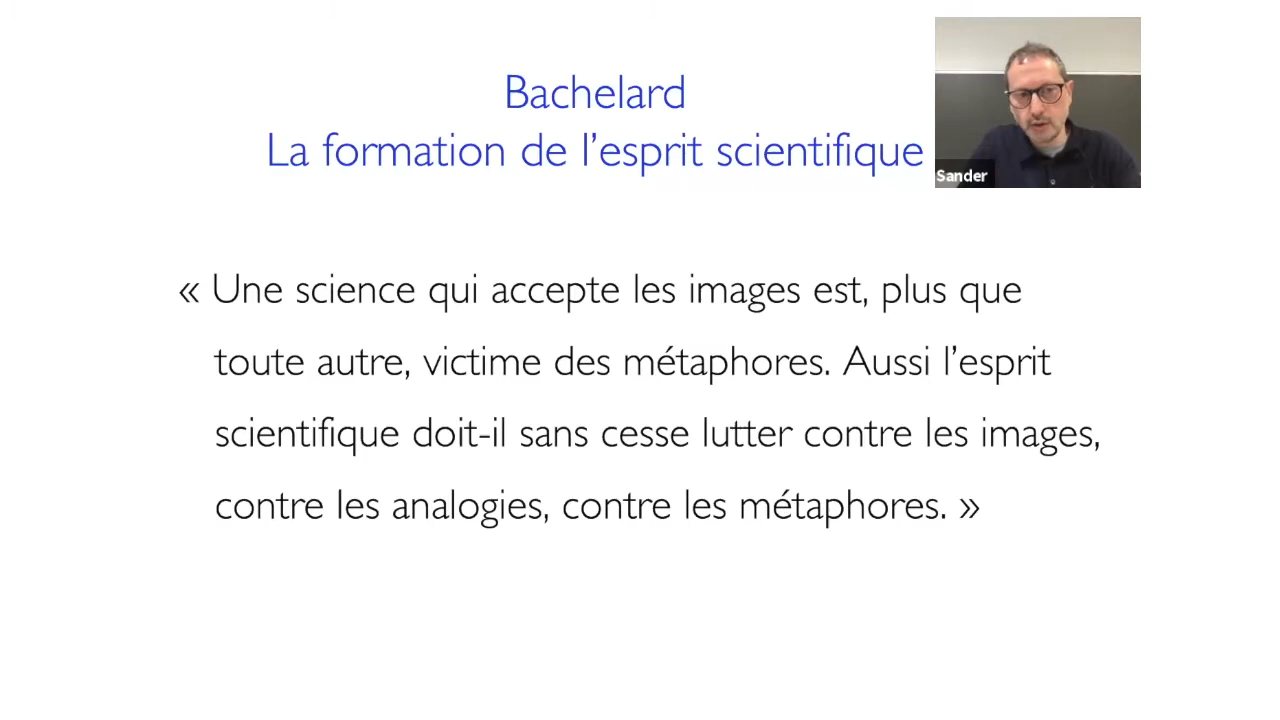 Bachelard
La formation de l’esprit scientifique
Sander
« Une science qui accepte les images est, plus que
toute autre, victime des métaphores. Aussi l’esprit
scientifique doit-il sans cesse lutter contre les images,
contre les analogies, contre les métaphores. »